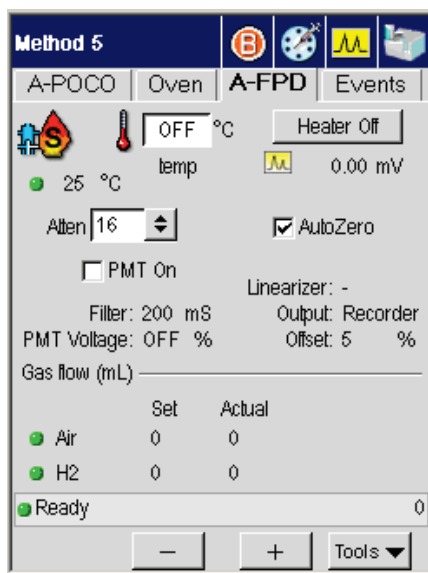 Method 5 B
A-POCO Oven A-FPD Events
S OFF °C Heater Off
temp 0.00 mV
25 °C
Atten 16 AutoZero
PMT On
Linearizer: -
Filter: 200 mS Output: Recorder
PMT Voltage: OFF % Offset: 5 %
Gas flow (mL)
Set Actual
Air 0 0
H2 0 0
Ready 0
− + Tools